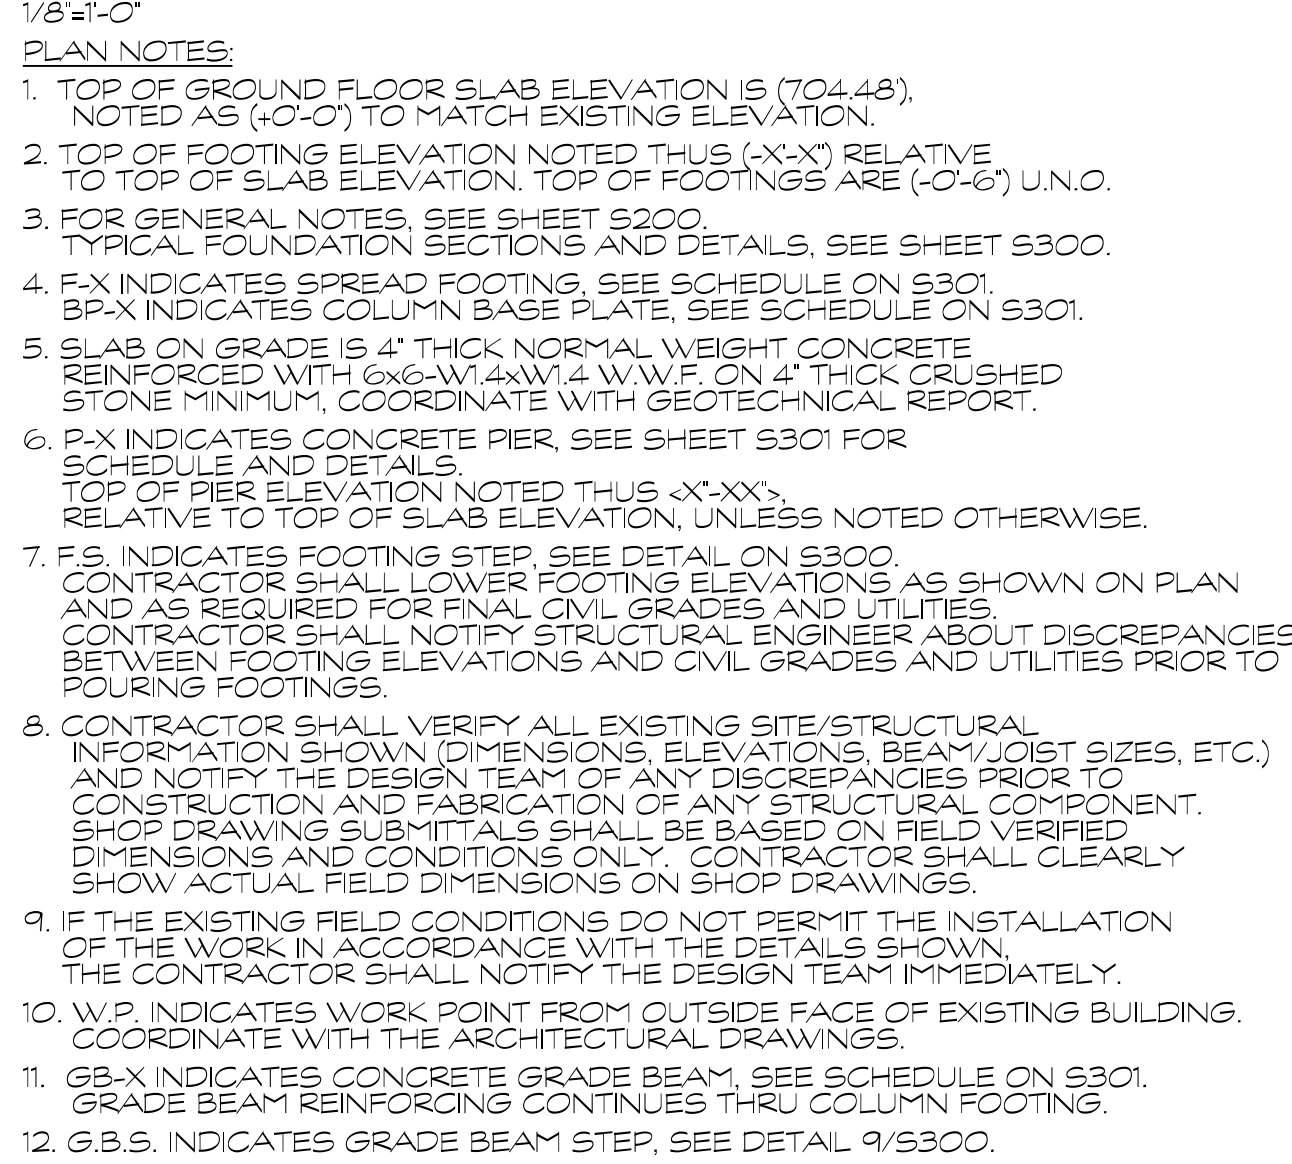 1/8"=1'-0"
PLAN NOTES:
1. TOP OF GROUND FLOOR SLAB ELEVATION IS (704.48'),
NOTED AS (+0'-0") TO MATCH EXISTING ELEVATION.
2. TOP OF FOOTING ELEVATION NOTED THUS (-X'-X") RELATIVE
TO TOP OF SLAB ELEVATION. TOP OF FOOTINGS ARE (-0'-6") U.N.O.
3. FOR GENERAL NOTES, SEE SHEET S200.
TYPICAL FOUNDATION SECTIONS AND DETAILS, SEE SHEET S300.
4. F-X INDICATES SPREAD FOOTING, SEE SCHEDULE ON S301.
BP-X INDICATES COLUMN BASE PLATE, SEE SCHEDULE ON S301.
5. SLAB ON GRADE IS 4" THICK NORMAL WEIGHT CONCRETE
REINFORCED WITH 6x6-W1.4xW1.4 W.W.F. ON 4" THICK CRUSHED
STONE MINIMUM, COORDINATE WITH GEOTECHNICAL REPORT.
6. P-X INDICATES CONCRETE PIER, SEE SHEET S301 FOR
SCHEDULE AND DETAILS.
TOP OF PIER ELEVATION NOTED THUS <X"-XX">,
RELATIVE TO TOP OF SLAB ELEVATION, UNLESS NOTED OTHERWISE.
7. F.S. INDICATES FOOTING STEP, SEE DETAIL ON S300.
CONTRACTOR SHALL LOWER FOOTING ELEVATIONS AS SHOWN ON PLAN
AND AS REQUIRED FOR FINAL CIVIL GRADES AND UTILITIES.
CONTRACTOR SHALL NOTIFY STRUCTURAL ENGINEER ABOUT DISCREPANCIES
BETWEEN FOOTING ELEVATIONS AND CIVIL GRADES AND UTILITIES PRIOR TO
POURING FOOTINGS.
8. CONTRACTOR SHALL VERIFY ALL EXISTING SITE/STRUCTURAL
INFORMATION SHOWN (DIMENSIONS, ELEVATIONS, BEAM/JOIST SIZES, ETC.)
AND NOTIFY THE DESIGN TEAM OF ANY DISCREPANCIES PRIOR TO
CONSTRUCTION AND FABRICATION OF ANY STRUCTURAL COMPONENT.
SHOP DRAWING SUBMITTALS SHALL BE BASED ON FIELD VERIFIED
DIMENSIONS AND CONDITIONS ONLY. CONTRACTOR SHALL CLEARLY
SHOW ACTUAL FIELD DIMENSIONS ON SHOP DRAWINGS.
9. IF THE EXISTING FIELD CONDITIONS DO NOT PERMIT THE INSTALLATION
OF THE WORK IN ACCORDANCE WITH THE DETAILS SHOWN,
THE CONTRACTOR SHALL NOTIFY THE DESIGN TEAM IMMEDIATELY.
10. W.P. INDICATES WORK POINT FROM OUTSIDE FACE OF EXISTING BUILDING.
COORDINATE WITH THE ARCHITECTURAL DRAWINGS.
11. GB-X INDICATES CONCRETE GRADE BEAM, SEE SCHEDULE ON S301.
GRADE BEAM REINFORCING CONTINUES THRU COLUMN FOOTING.
12. G.B.S. INDICATES GRADE BEAM STEP, SEE DETAIL 9/S300.